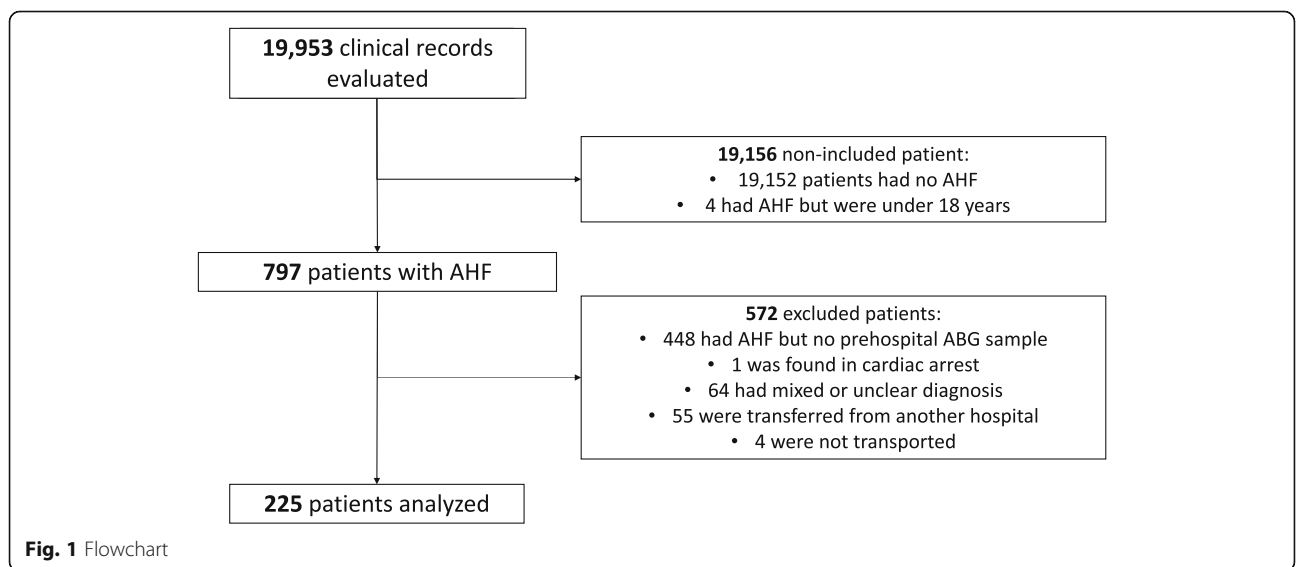 19,953 clinical records
evaluated
19,156 non-included patient:
• 19,152 patients had no AHF
• 4 had AHF but were under 18 years
797 patients with AHF
572 excluded patients:
• 448 had AHF but no prehospital ABG sample
• 1 was found in cardiac arrest
• 64 had mixed or unclear diagnosis
• 55 were transferred from another hospital
• 4 were not transported
225 patients analyzed
Fig. 1 Flowchart